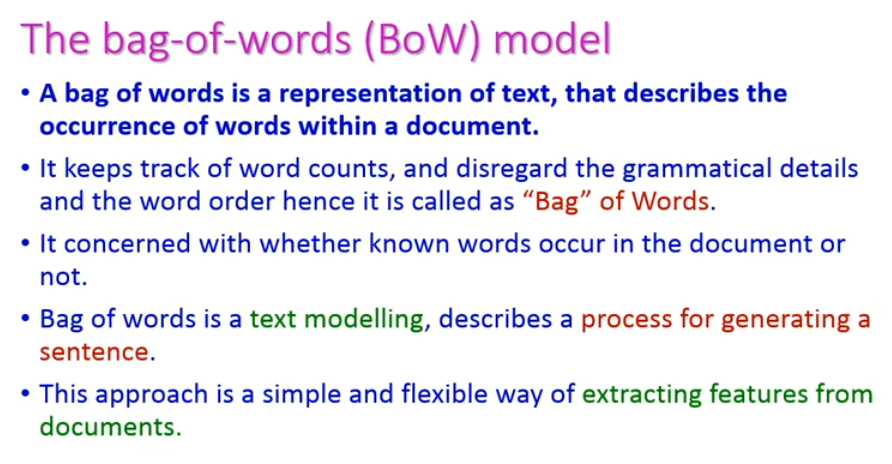 The bag-of-words (BoW) model
• A bag of words is a representation of text, that describes the
occurrence of words within a document.
• It keeps track of word counts, and disregard the grammatical details
and the word order hence it is called as “Bag” of Words.
• It concerned with whether known words occur in the document or
not.
• Bag of words is a text modelling, describes a process for generating a
sentence.
• This approach is a simple and flexible way of extracting features from
documents.